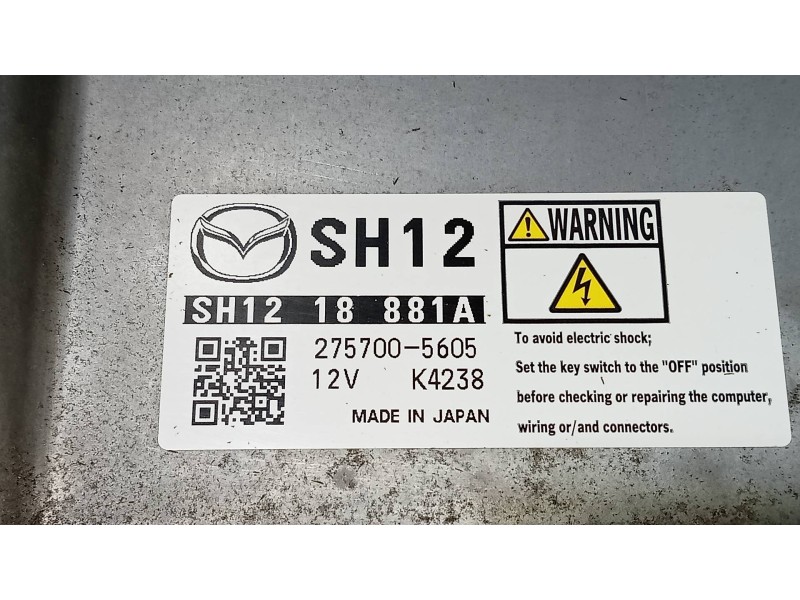 SH12
SH12 18 881A
275700-5605
12V K4238
MADE IN JAPAN
WARNING
To avoid electric shock;
Set the key switch to the "OFF" position
before checking or repairing the computer,
wiring or/and connectors.